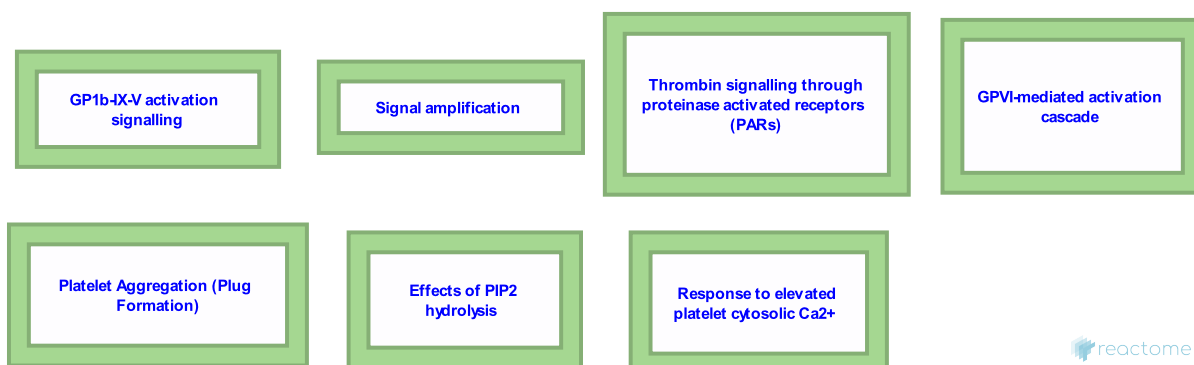 GP1b-IX-V activation
signalling
Signal amplification
Thrombin signalling through
proteinase activated receptors
(PARs)
GPVI-mediated activation
cascade
Platelet Aggregation (Plug
Formation)
Effects of PIP2
hydrolysis
Response to elevated
platelet cytosolic Ca2+
reactome